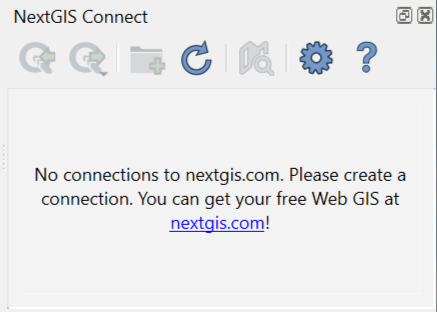 NextGIS Connect
No connections to nextgis.com. Please create a
connection. You can get your free Web GIS at
nextgis.com!